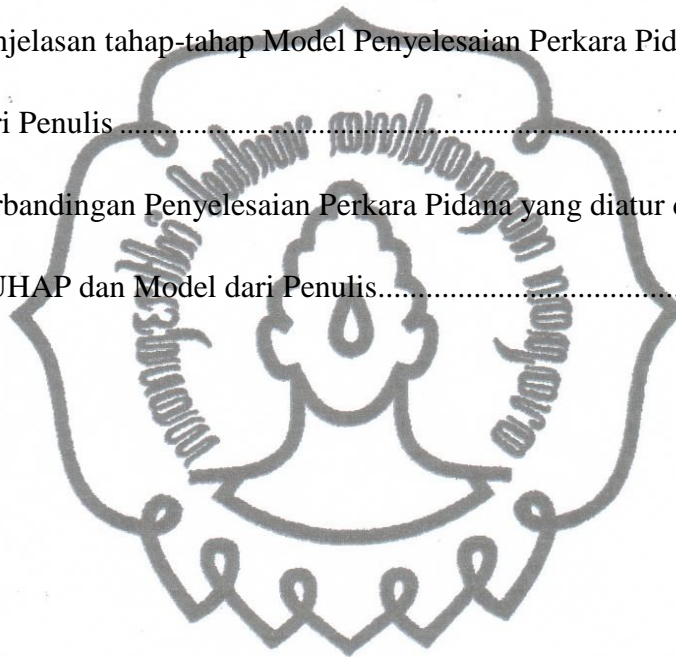 njelasan tahap-tahap Model Penyelesaian Perkara Pid
ri Penulis ........................................................................
rbandingan Penyelesaian Perkara Pidana yang diatur
UHAP dan Model dari Penulis......................................